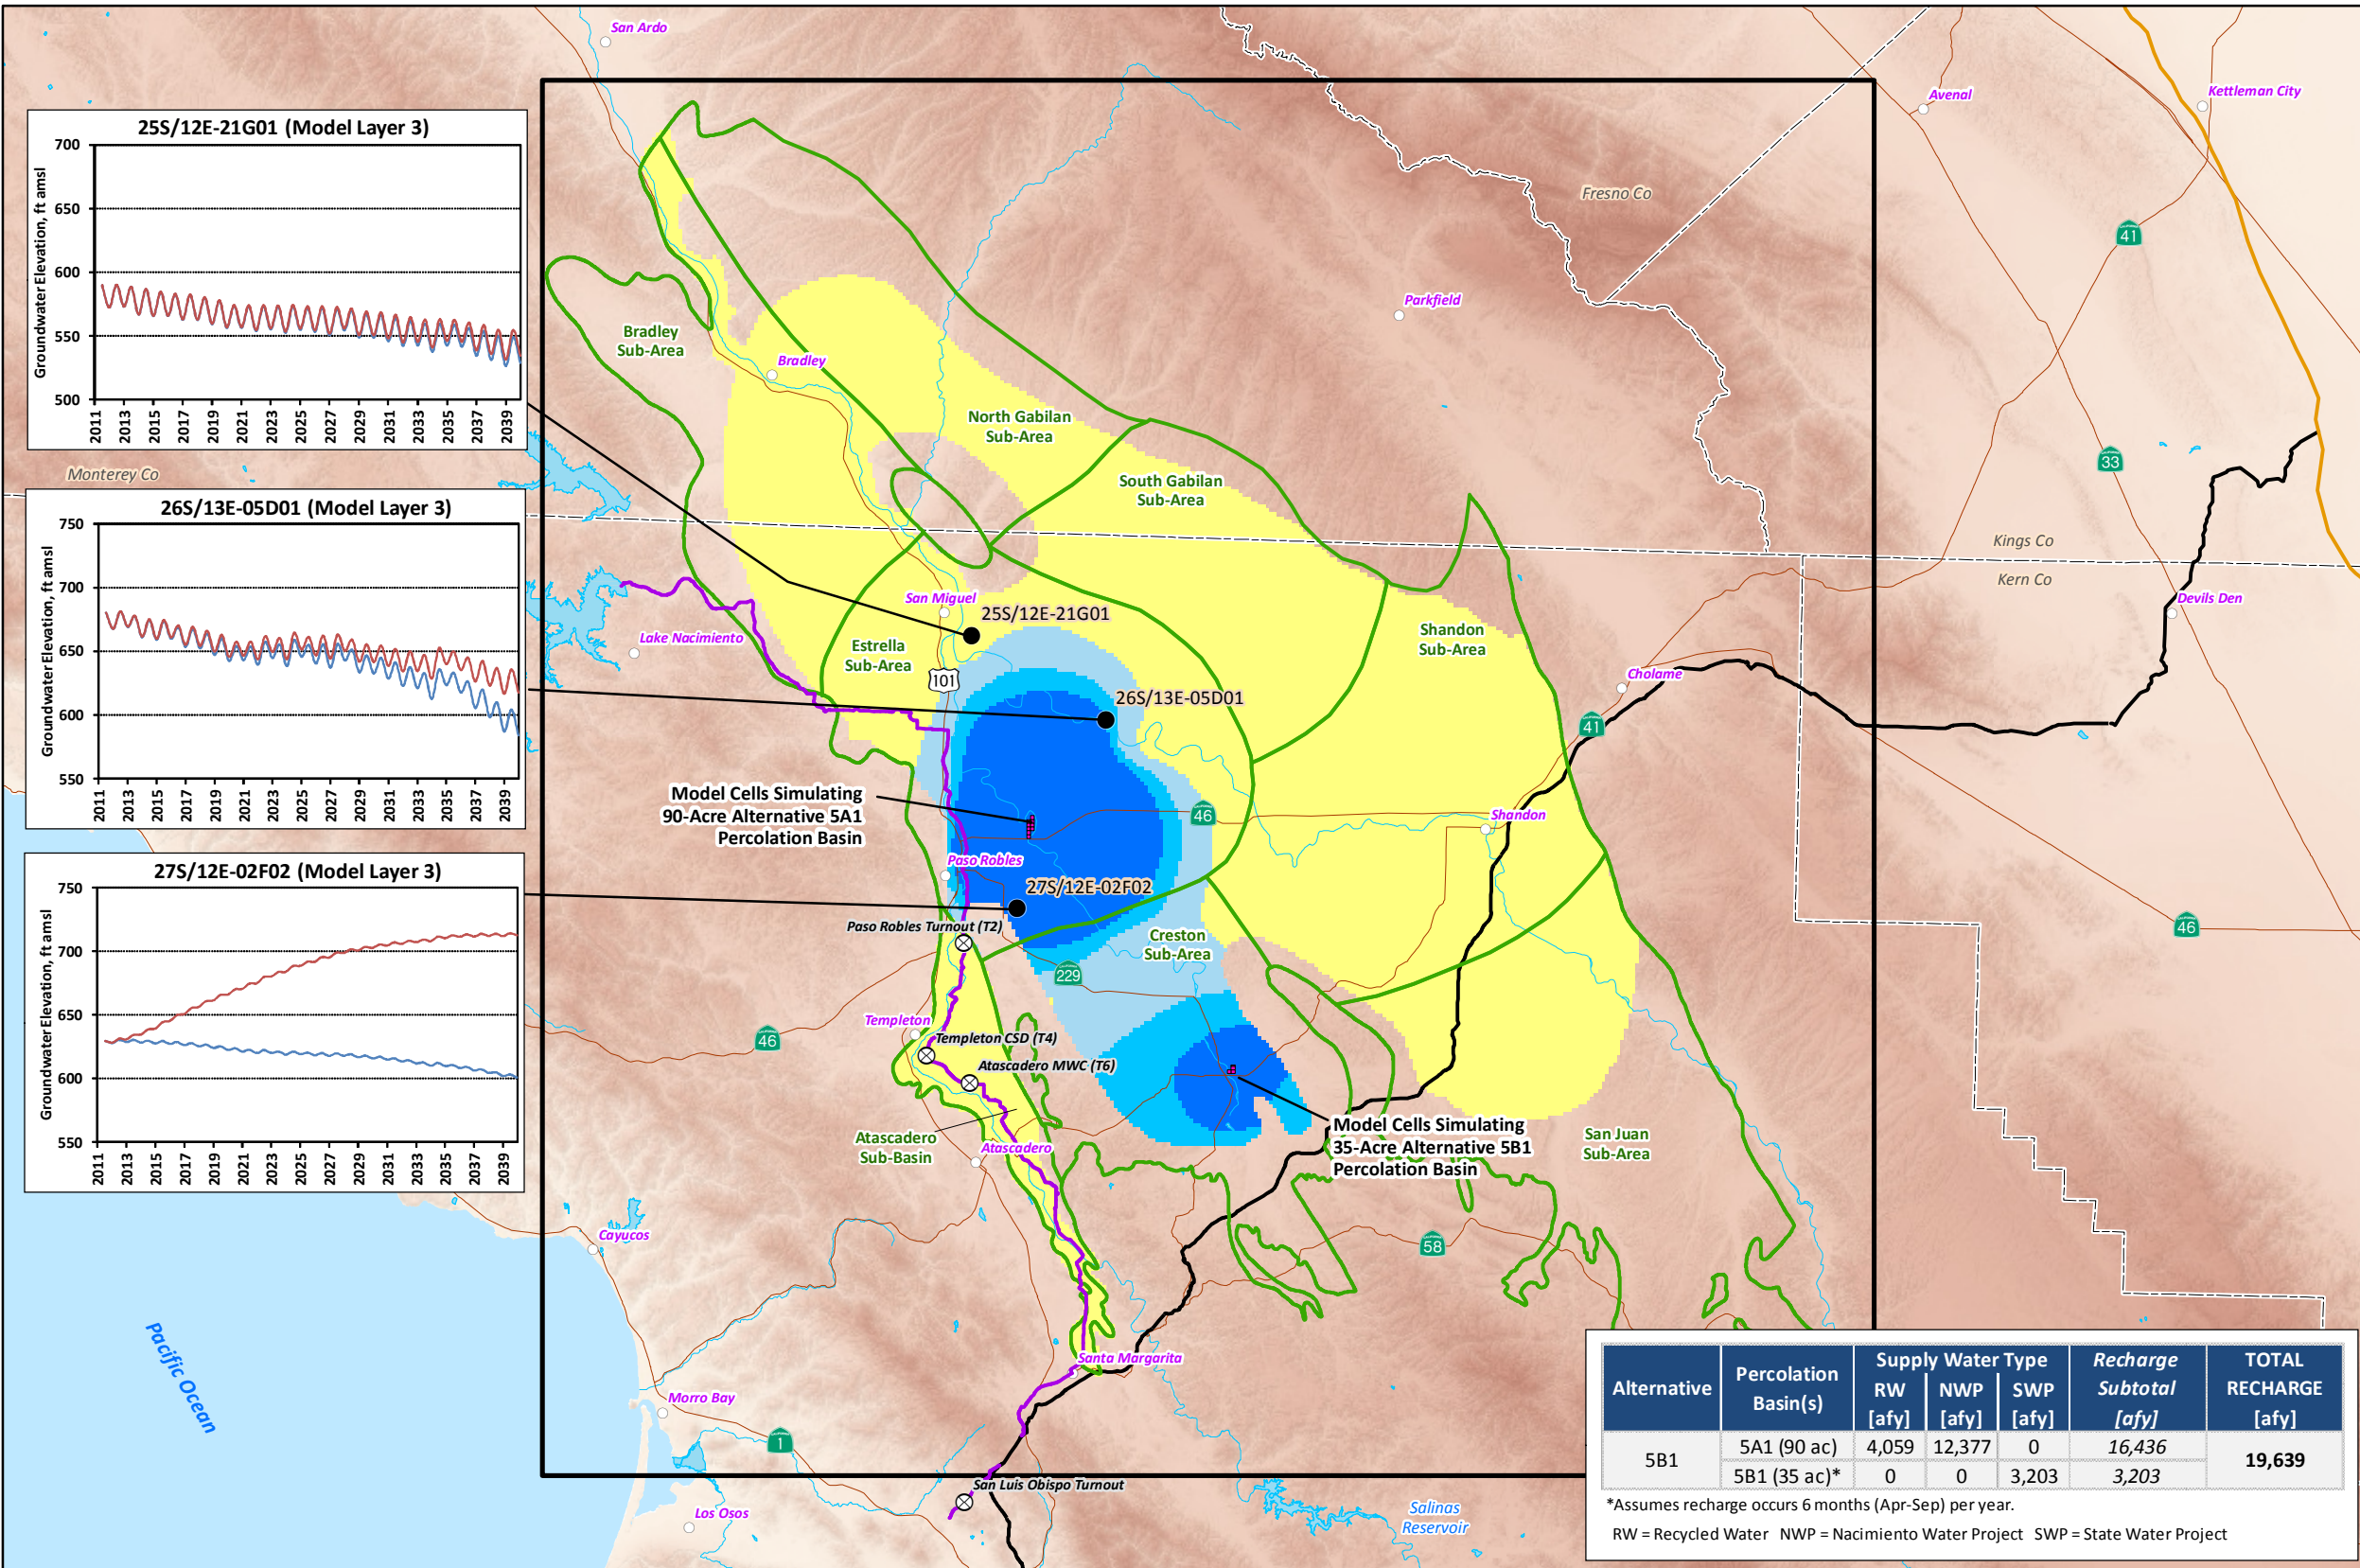 San Ardo
Avenal
Kettleman City
41
Fresno Co
Parkfield
33
Kings Co
Kern Co
Devils Den
Monterey Co
25S/12E-21G01 (Model Layer 3)
Groundwater Elevation, ft amsl
700
650
600
550
500
2011
2013
2015
2017
2019
2021
2023
2025
2027
2029
2031
2033
2035
2037
2039
26S/13E-05D01 (Model Layer 3)
Groundwater Elevation, ft amsl
750
700
650
600
550
2011
2013
2015
2017
2019
2021
2023
2025
2027
2029
2031
2033
2035
2037
2039
27S/12E-02F02 (Model Layer 3)
Groundwater Elevation, ft amsl
750
700
650
600
550
2011
2013
2015
2017
2019
2021
2023
2025
2027
2029
2031
2033
2035
2037
2039
Bradley
Sub-Area
Bradley
North Gabilan
Sub-Area
South Gabilan
Sub-Area
San Miguel
25S/12E-21G01
Lake Nacimiento
Estrella
Sub-Area
Shandon
Sub-Area
101
26S/13E-05D01
Cholame
41
Model Cells Simulating
90-Acre Alternative 5A1
Percolation Basin
46
Shandon
Paso Robles
27S/12E-02F02
Paso Robles Turnout (T2)
Creston
Sub-Area
46
229
Templeton
46
Templeton CSD (T4)
Atascadero MWC (T6)
Model Cells Simulating
35-Acre Alternative 5B1
Percolation Basin
Atascadero
Sub-Basin
Atascadero
San Juan
Sub-Area
Cayucos
58
Pacific Ocean
Santa Margarita
Morro Bay
1
San Luis Obispo Turnout
Los Osos
Salinas
Reservoir
Alternative
Percolation
Basin(s)
Supply Water Type
RW
[afy]
NWP
[afy]
SWP
[afy]
Recharge
Subtotal
[afy]
TOTAL
RECHARGE
[afy]
5B1
5A1 (90 ac) 4,059 12,377 0 16,436
19,639
5B1 (35 ac)* 0 0 3,203 3,203
*Assumes recharge occurs 6 months (Apr-Sep) per year.
RW = Recycled Water NWP = Nacimiento Water Project SWP = State Water Project